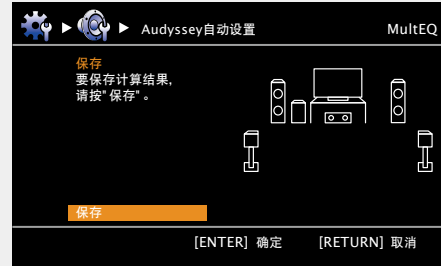 Audyssey自动设置 MultEQ
保存
要保存计算结果,
请按"保存"。
保存
[ENTER] 确定 [RETURN] 取消